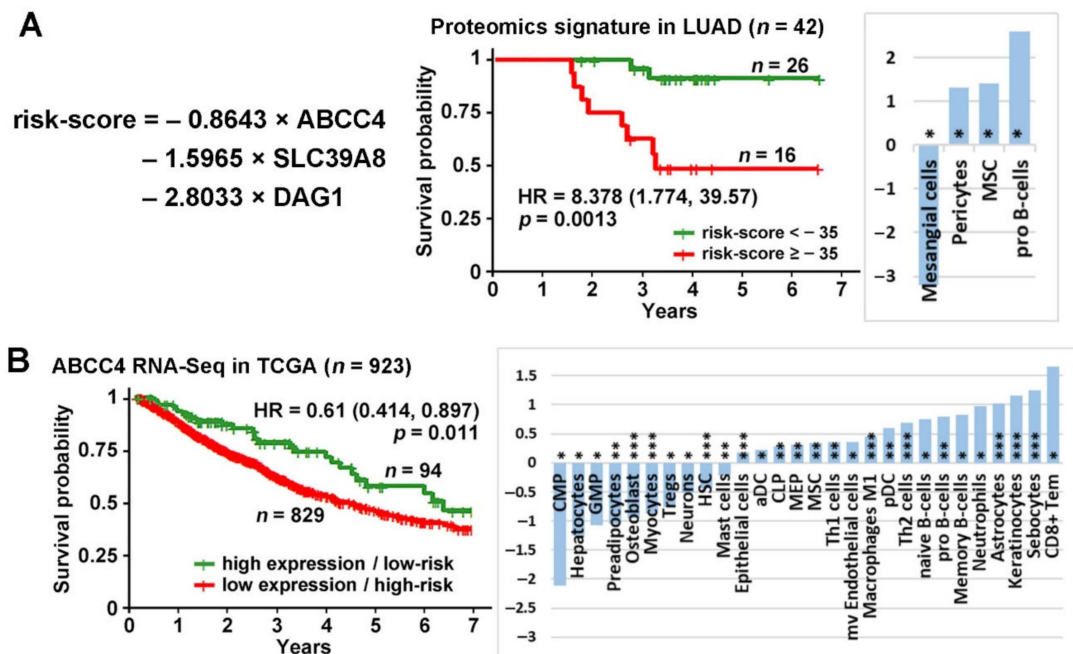 A
Proteomics signature in LUAD (n = 42)
risk-score = – 0.8643 × ABCC4
– 1.5965 × SLC39A8
– 2.8033 × DAG1
Survival probability
1
0.75
0.5
0.25
0
n = 26
n = 16
HR = 8.378 (1.774, 39.57)
p = 0.0013
risk-score < – 35
risk-score ≥ – 35
0 1 2 3 4 5 6 7
Years
2
1
0
–1
–2
–3
* * * *
Mesangial cells
Pericytes
MSC
pro B-cells
B
ABCC4 RNA-Seq in TCGA (n = 923)
Survival probability
1
0.75
0.5
0.25
0
HR = 0.61 (0.414, 0.897)
p = 0.011
n = 94
n = 829
high expression / low-risk
low expression / high-risk
0 1 2 3 4 5 6 7
Years
1.5
1
0.5
0
–0.5
–1
–1.5
–2
–2.5
–3
* * * ** *** *** * * *** ** *** * ** ** ** *** * *** ** *** * ** * * *** *** *** *
CMP
Hepatocytes
GMP
Preadipocytes
Osteoblast
Myocytes
Tregs
Neurons
HSC
Mast cells
Epithelial cells
aDC
CLP
MEP
MSC
Th1 cells
mv Endothelial cells
Macrophages M1
pDC
Th2 cells
naive B-cells
pro B-cells
Memory B-cells
Neutrophils
Astrocytes
Keratinocytes
Sebocytes
CD8+ Tem